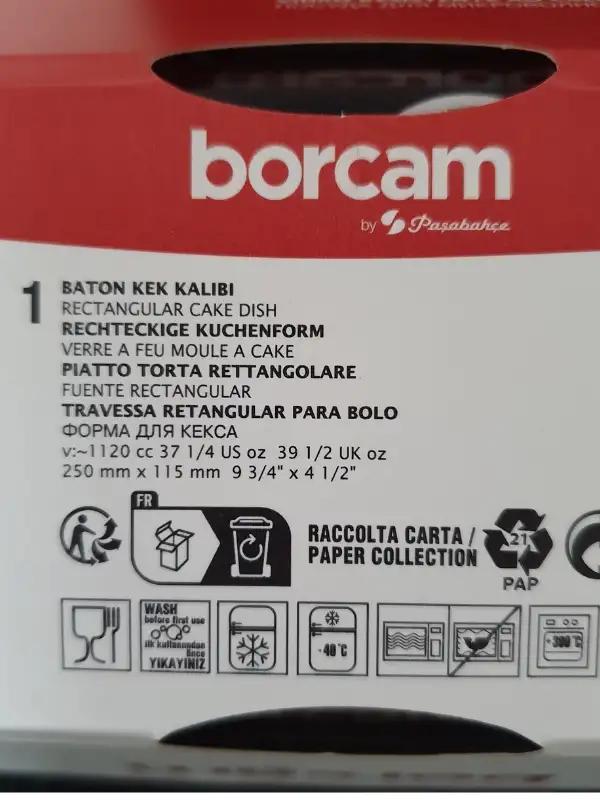 borcam
by Paşabahçe
1
BATON KEK KALIBI
RECTANGULAR CAKE DISH
RECHTECKIGE KUCHENFORM
VERRE A FEU MOULE A CAKE
PIATTO TORTA RETTANGOLARE
FUENTE RECTANGULAR
TRAVESSA RETANGULAR PARA BOLO
ФОРМА ДЛЯ КЕКСА
v:~1120 cc 37 1/4 US oz 39 1/2 UK oz
250 mm x 115 mm 9 3/4" x 4 1/2"
FR
RACCOLTA CARTA /
PAPER COLLECTION
21
PAP
WASH
before first use
ilk kullanımdan
önce
YIKAYINIZ
-40°C
+300°C